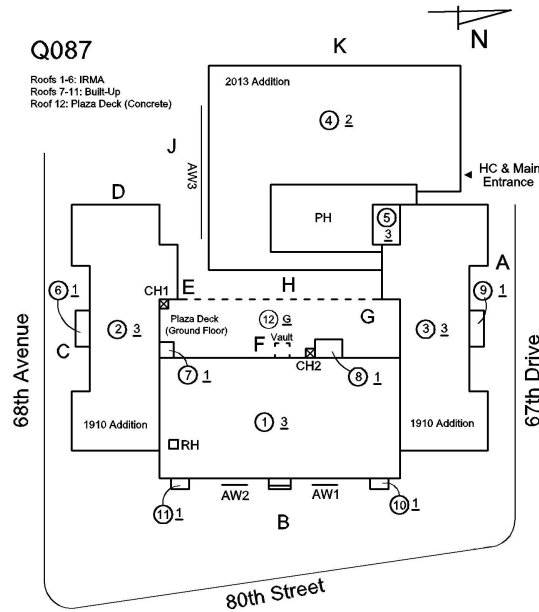 K
N
Q087
Roofs 1-6: IRMA
Roofs 7-11: Built-Up
Roof 12: Plaza Deck (Concrete)
2013 Addition
4 2
J
AW3
HC & Main
Entrance
D
PH
5
3
A
6 1
9 1
E
H
CH1
Plaza Deck
(Ground Floor)
12 G
G
2 3
3 3
C
F
Vault
CH2
7 1
8 1
68th Avenue
67th Drive
1910 Addition
1 3
1910 Addition
RH
AW2
AW1
11 1
10 1
B
80th Street